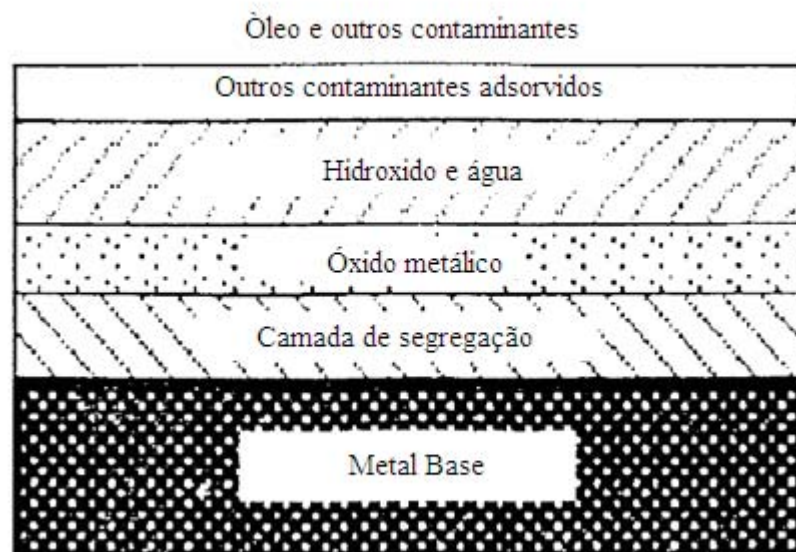 Òleo e outros contaminantes
Outros contaminantes adsorvidos
Hidroxido e água
Óxido metálico
Camada de segregação
Metal Base